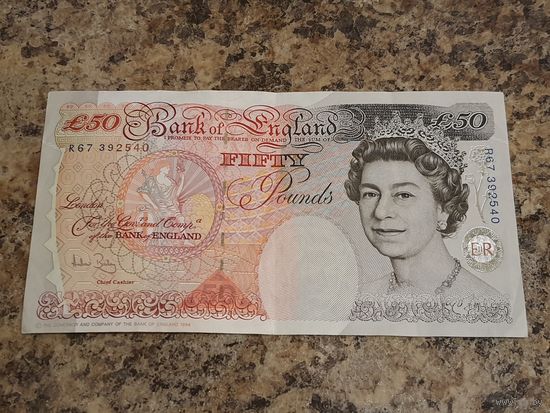 £50 Bank of England £50
I PROMISE TO PAY THE BEARER ON DEMAND THE SUM OF
R67 392540
FIFTY
Pounds
R67 392540
London
For the Gov.r and Comp.a
of the BANK of ENGLAND
Chief Cashier
ER
© THE GOVERNOR AND COMPANY OF THE BANK OF ENGLAND 1994